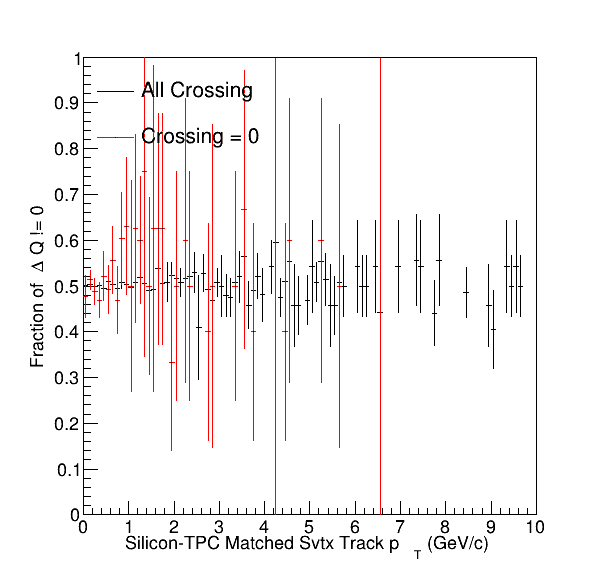 1
0.9
All Crossing
0.8
Crossing = 0
0.7
0.6
0.5
0.4
0.3
0.2
0.1
0
Fraction of Δ Q != 0
0 1 2 3 4 5 6 7 8 9 10
Silicon-TPC Matched Svtx Track p T (GeV/c)